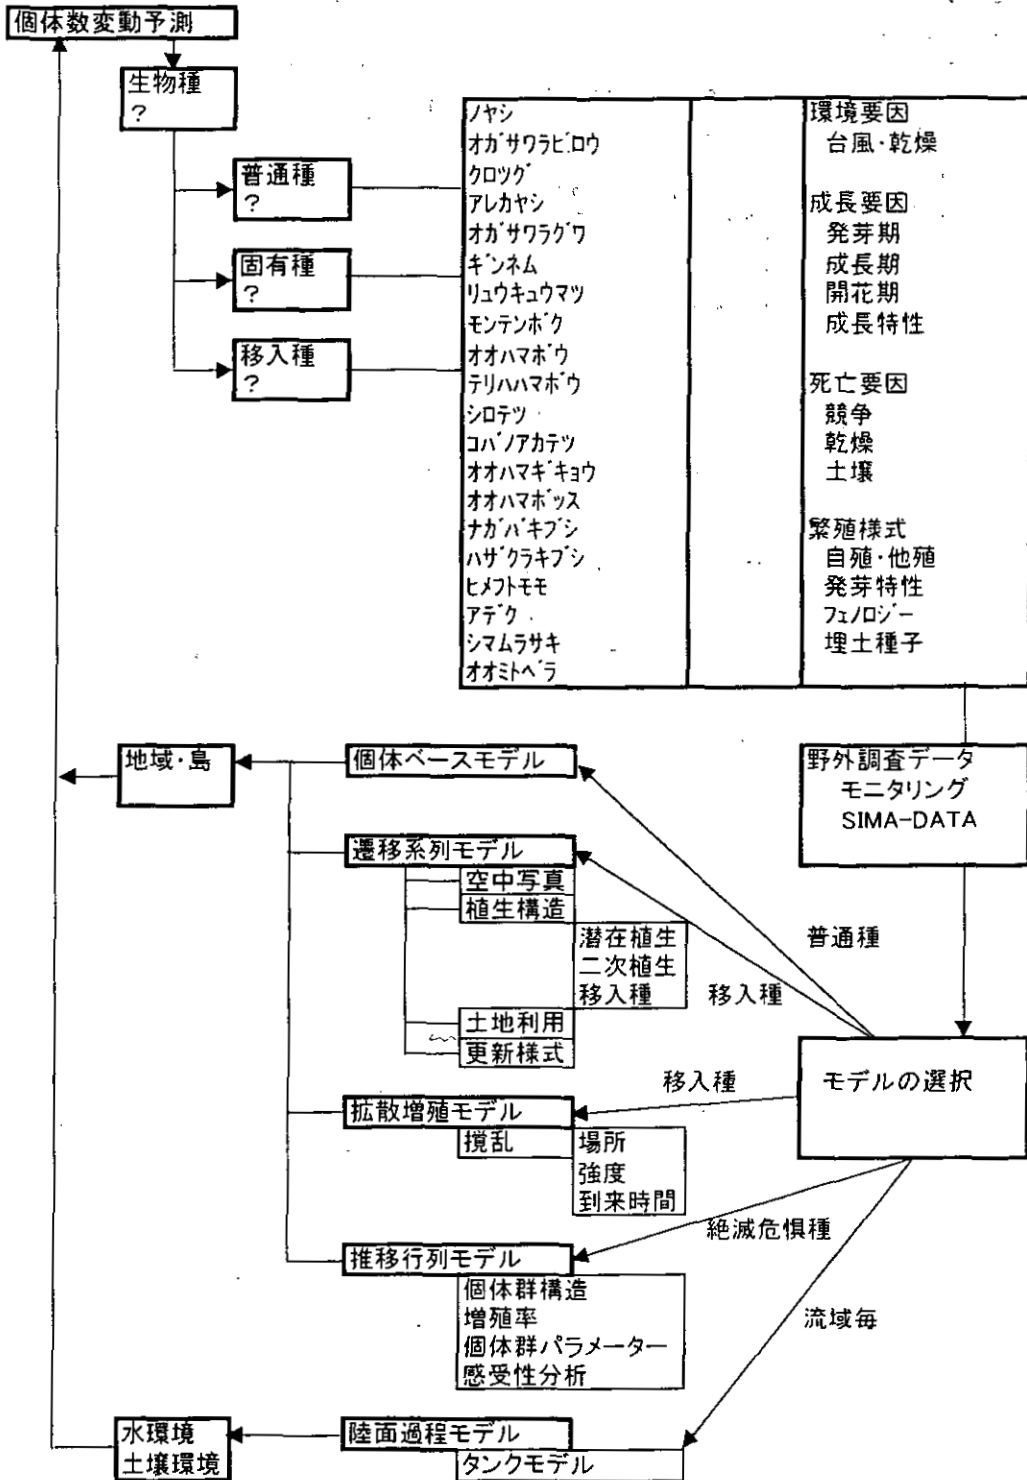 個体数変動予測
生物種
?
普通種
?
固有種
?
移入種
?
ノヤシ
オガサワラビロウ
クロツグ
アレカヤシ
オガサワラグワ
ギンネム
リュウキュウマツ
モンテンボク
オオハマボウ
テリハハマボウ
シロテツ
コバノアカテツ
オオハマギキョウ
オオハマボッス
ナガバキブシ
ハザクラキブシ
ヒメフトモモ
アデク
シマムラサキ
オオミトベラ
環境要因
台風・乾燥
成長要因
発芽期
成長期
開花期
成長特性
死亡要因
競争
乾燥
土壌
繁殖様式
自殖・他殖
発芽特性
フェノロジー
埋土種子
野外調査データ
モニタリング
SIMA-DATA
普通種
モデルの選択
地域・島
個体ベースモデル
遷移系列モデル
空中写真
植生構造
潜在植生
二次植生
移入種
移入種
土地利用
更新様式
移入種
拡散増殖モデル
撹乱
場所
強度
到来時間
絶滅危惧種
推移行列モデル
個体群構造
増殖率
個体群パラメーター
感受性分析
流域毎
水環境
土壌環境
陸面過程モデル
タンクモデル